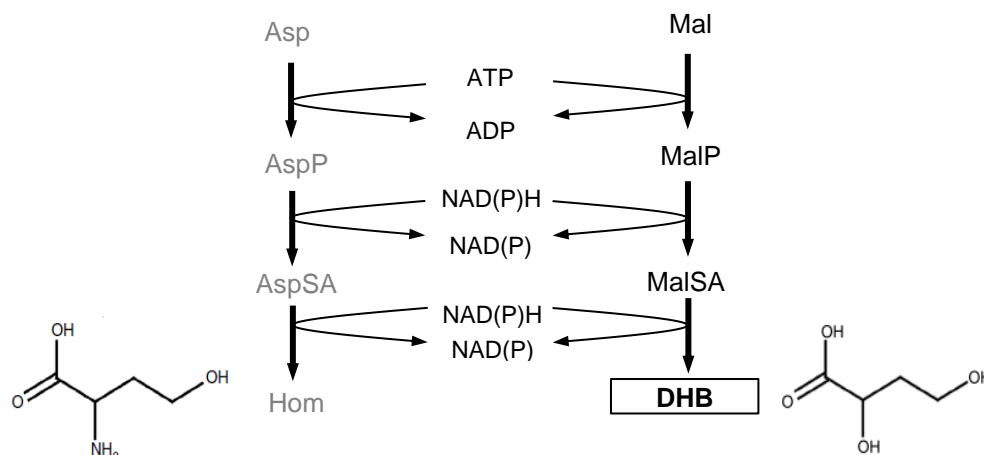 Asp
Mal
ATP
ADP
AspP
MalP
NAD(P)H
NAD(P)
AspSA
MalSA
NAD(P)H
NAD(P)
Hom
DHB
OH
O
OH
NH2
OH
O
OH
OH